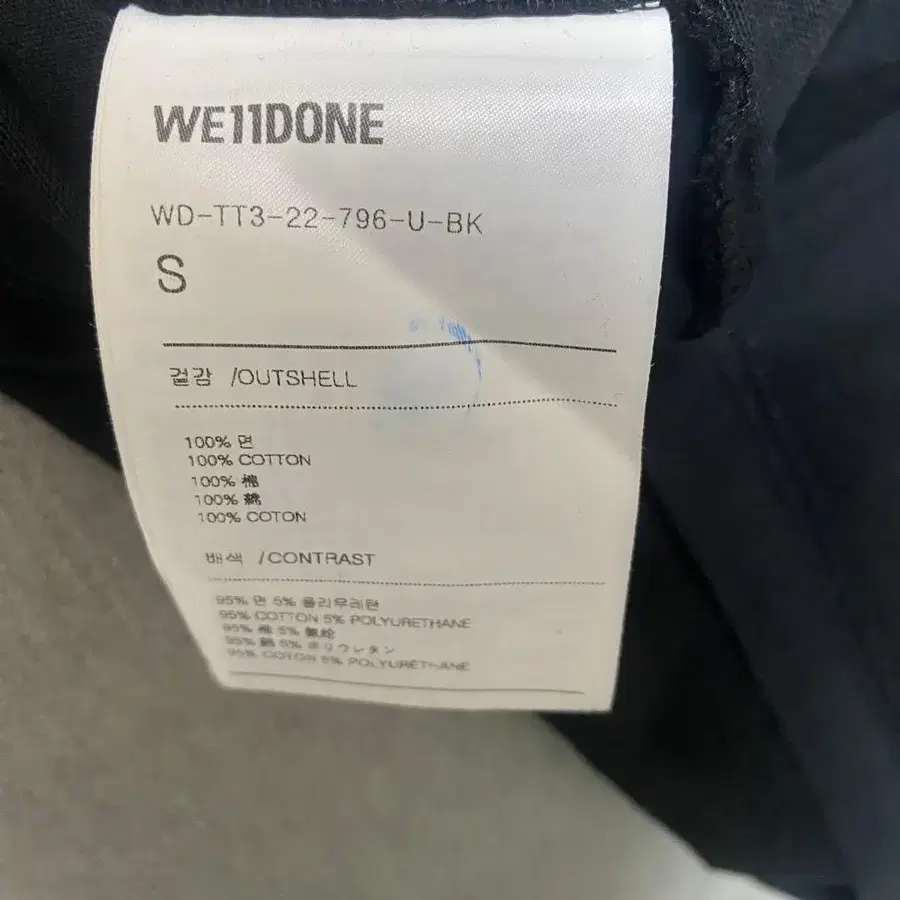 WE11DONE
WD-TT3-22-796-U-BK
S
겉감 /OUTSHELL
100% 면
100% COTTON
100% 棉
100% 綿
100% COTON
배색 /CONTRAST
95% 면 5% 폴리우레탄
95% COTTON 5% POLYURETHANE
95% 棉 5% 氨纶
95% 綿 5% ポリウレタン
95% COTON 5% POLYURETHANE